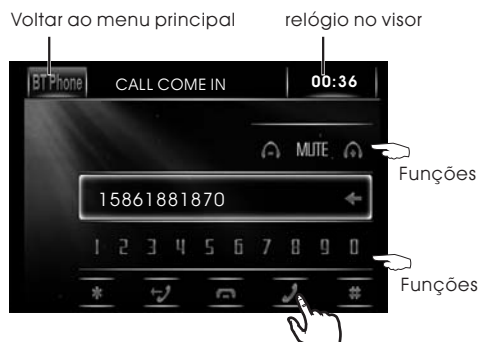 Voltar ao menu principal relógio no visor
BT Phone CALL COME IN 00:36
MUTE
Funções
15861881870
1 2 3 4 5 6 7 8 9 0
Funções
* #